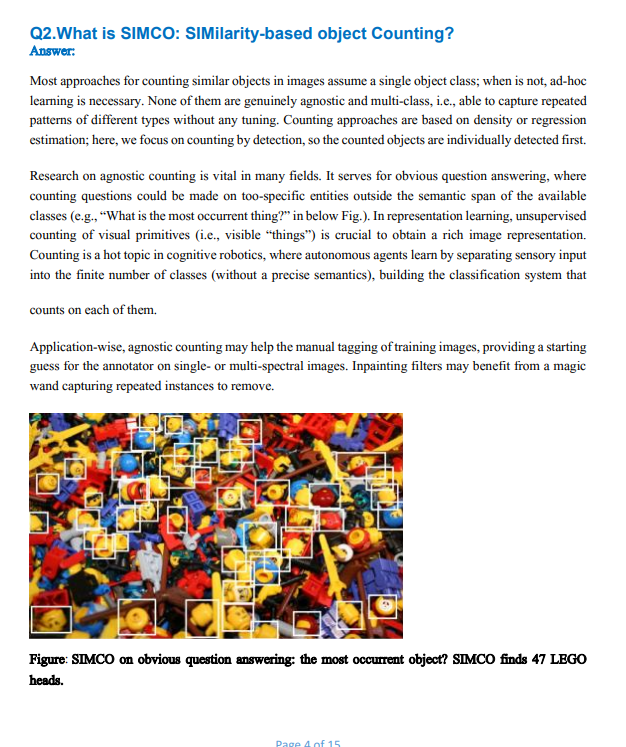 Q2.What is SIMCO: SIMilarity-based object Counting?
Answer:
Most approaches for counting similar objects in images assume a single object class; when is not, ad-hoc
learning is necessary. None of them are genuinely agnostic and multi-class, i.e., able to capture repeated
patterns of different types without any tuning. Counting approaches are based on density or regression
estimation; here, we focus on counting by detection, so the counted objects are individually detected first.
Research on agnostic counting is vital in many fields. It serves for obvious question answering, where
counting questions could be made on too-specific entities outside the semantic span of the available
classes (e.g., “What is the most occurrent thing?” in below Fig.). In representation learning, unsupervised
counting of visual primitives (i.e., visible “things”) is crucial to obtain a rich image representation.
Counting is a hot topic in cognitive robotics, where autonomous agents learn by separating sensory input
into the finite number of classes (without a precise semantics), building the classification system that
counts on each of them.
Application-wise, agnostic counting may help the manual tagging of training images, providing a starting
guess for the annotator on single- or multi-spectral images. Inpainting filters may benefit from a magic
wand capturing repeated instances to remove.
Figure: SIMCO on obvious question answering: the most occurrent object? SIMCO finds 47 LEGO
heads.
Page 4 of 15